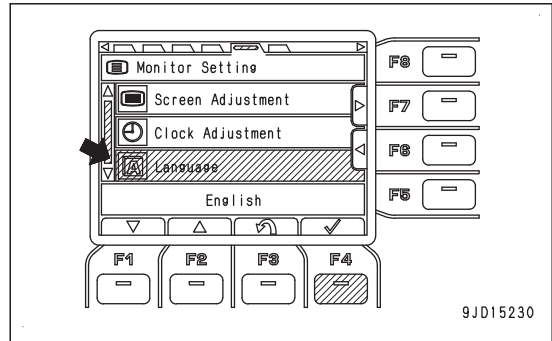 Monitor Setting
F8
Screen Adjustment
F7
Clock Adjustment
F6
Language
F5
English
F1 F2 F3 F4
9JD15230